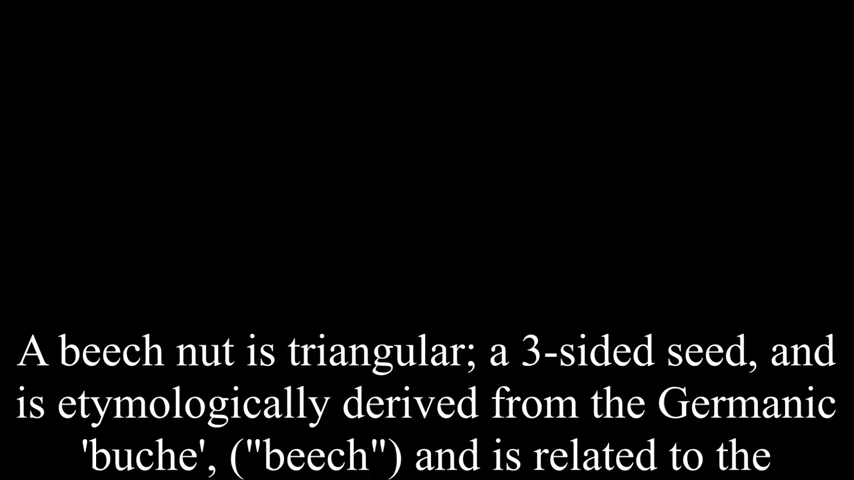 A beech nut is triangular; a 3-sided seed, and
is etymologically derived from the Germanic
'buche', ("beech") and is related to the